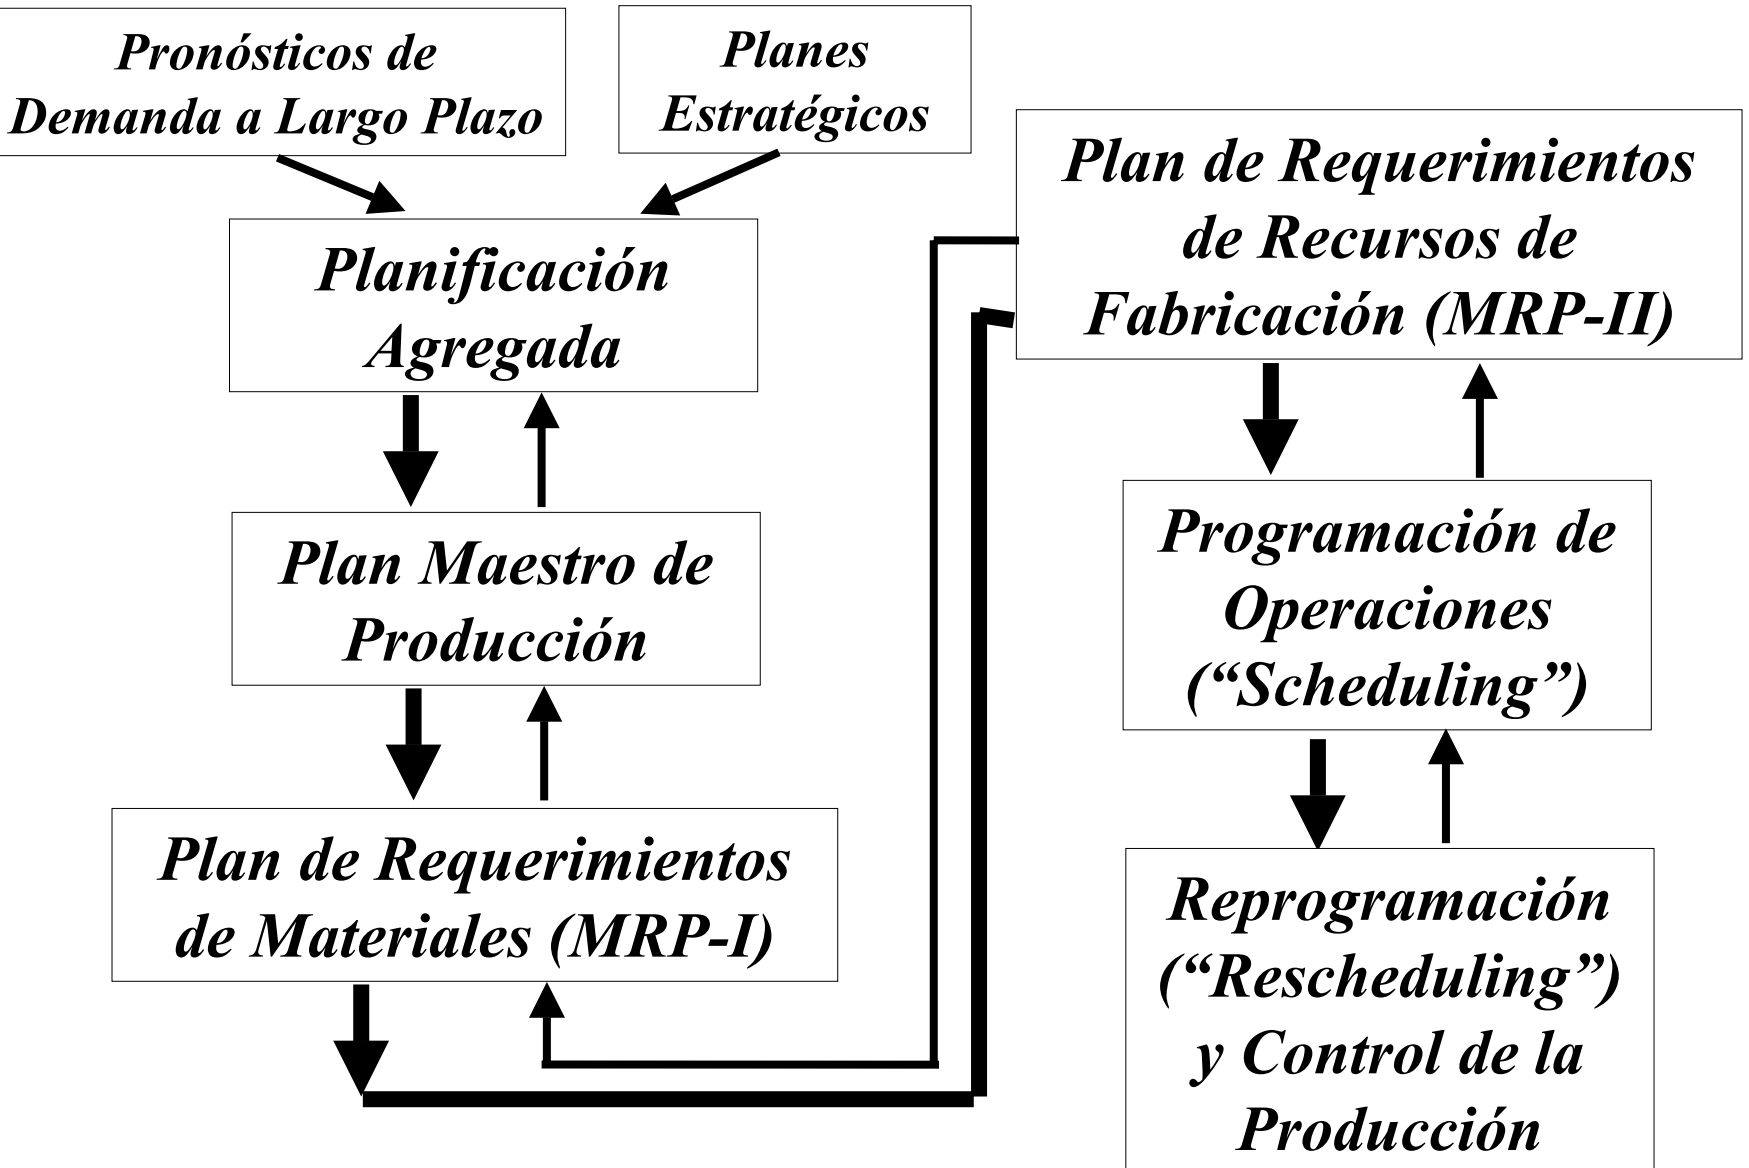 Pronósticos de
Demanda a Largo Plazo
Planes
Estratégicos
Planificación
Agregada
Plan Maestro de
Producción
Plan de Requerimientos
de Materiales (MRP-I)
Plan de Requerimientos
de Recursos de
Fabricación (MRP-II)
Programación de
Operaciones
(“Scheduling”)
Reprogramación
(“Rescheduling”)
y Control de la
Producción